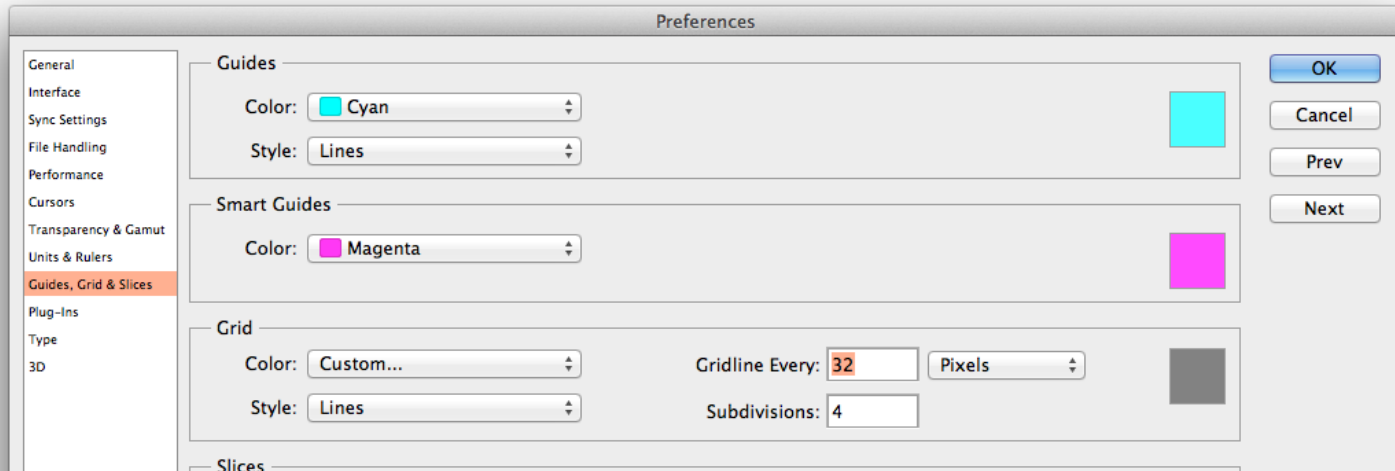 Preferences
General
Interface
Sync Settings
File Handling
Performance
Cursors
Transparency & Gamut
Units & Rulers
Guides, Grid & Slices
Plug-Ins
Type
3D
Guides
Color: Cyan
Style: Lines
Smart Guides
Color: Magenta
Grid
Color: Custom... Gridline Every: 32 Pixels
Style: Lines Subdivisions: 4
Slices
OK
Cancel
Prev
Next